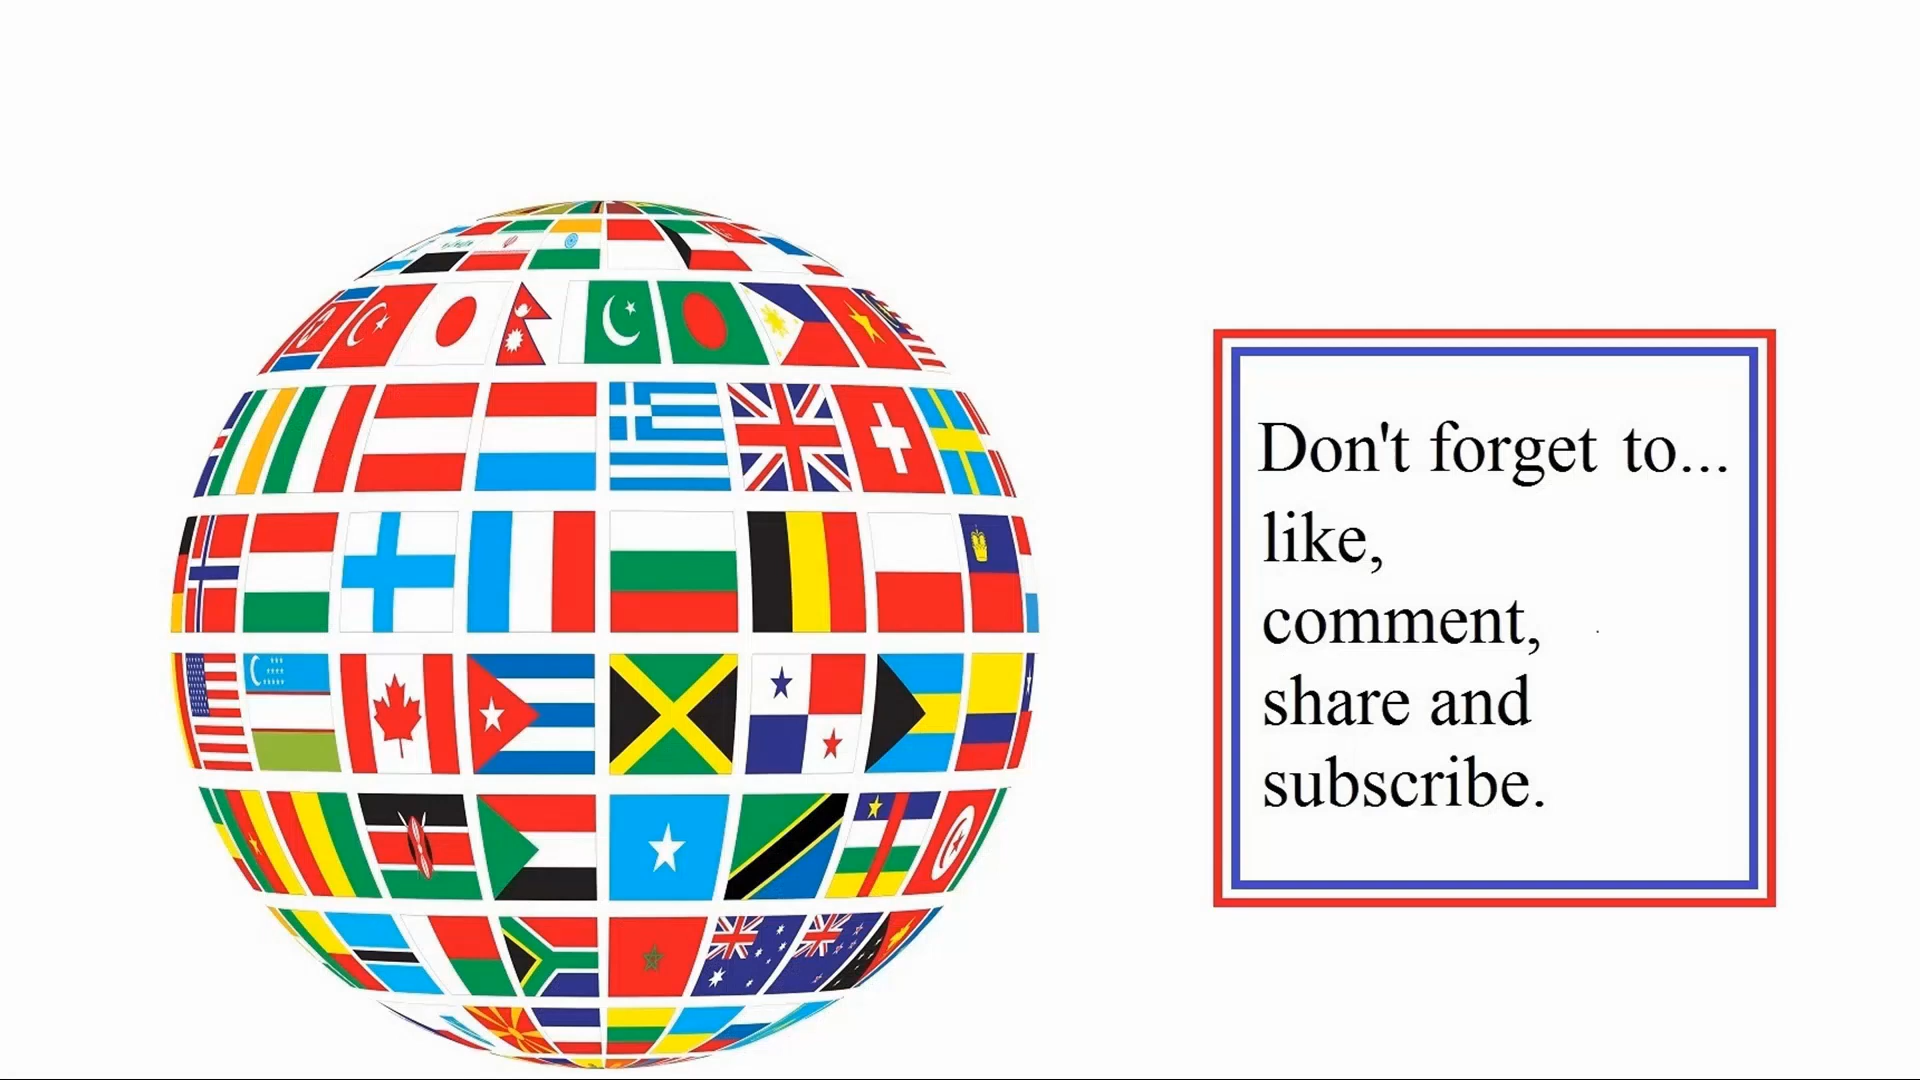 Don't forget to...
like,
comment,
share and
subscribe.